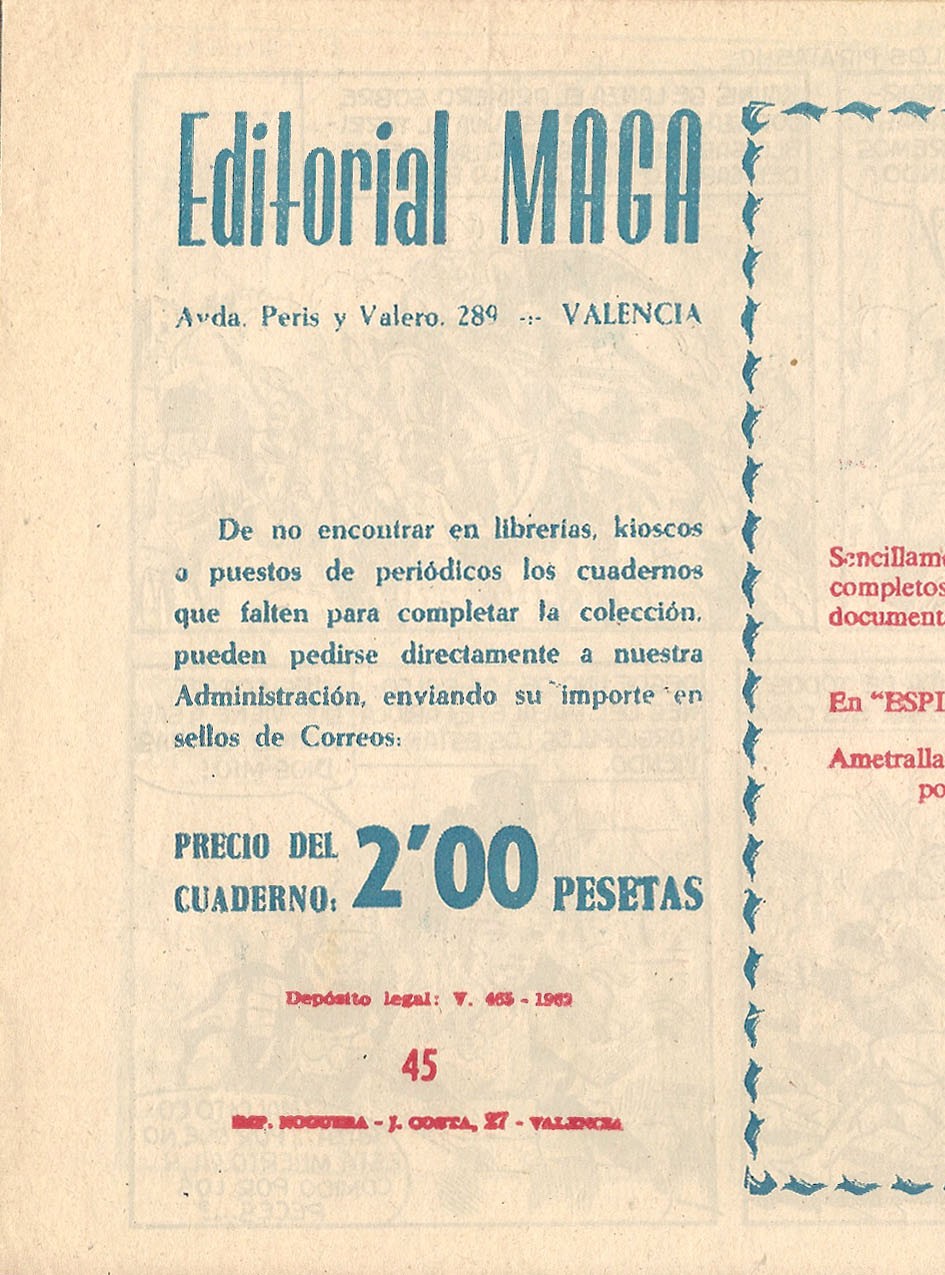 Editorial MAGA
Avda. Peris y Valero. 289 -:- VALENCIA
De no encontrar en librerías, kioscos
o puestos de periódicos los cuadernos
que falten para completar la colección,
pueden pedirse directamente a nuestra
Administración, enviando su importe en
sellos de Correos:
PRECIO DEL
CUADERNO: 2'00 PESETAS
Depósito legal: V. 463 - 1962
45
IMP. NOGUERA - J. COSTA, 27 - VALENCIA
Sencillam
completos
document
En "ESPI
Ametralla
po